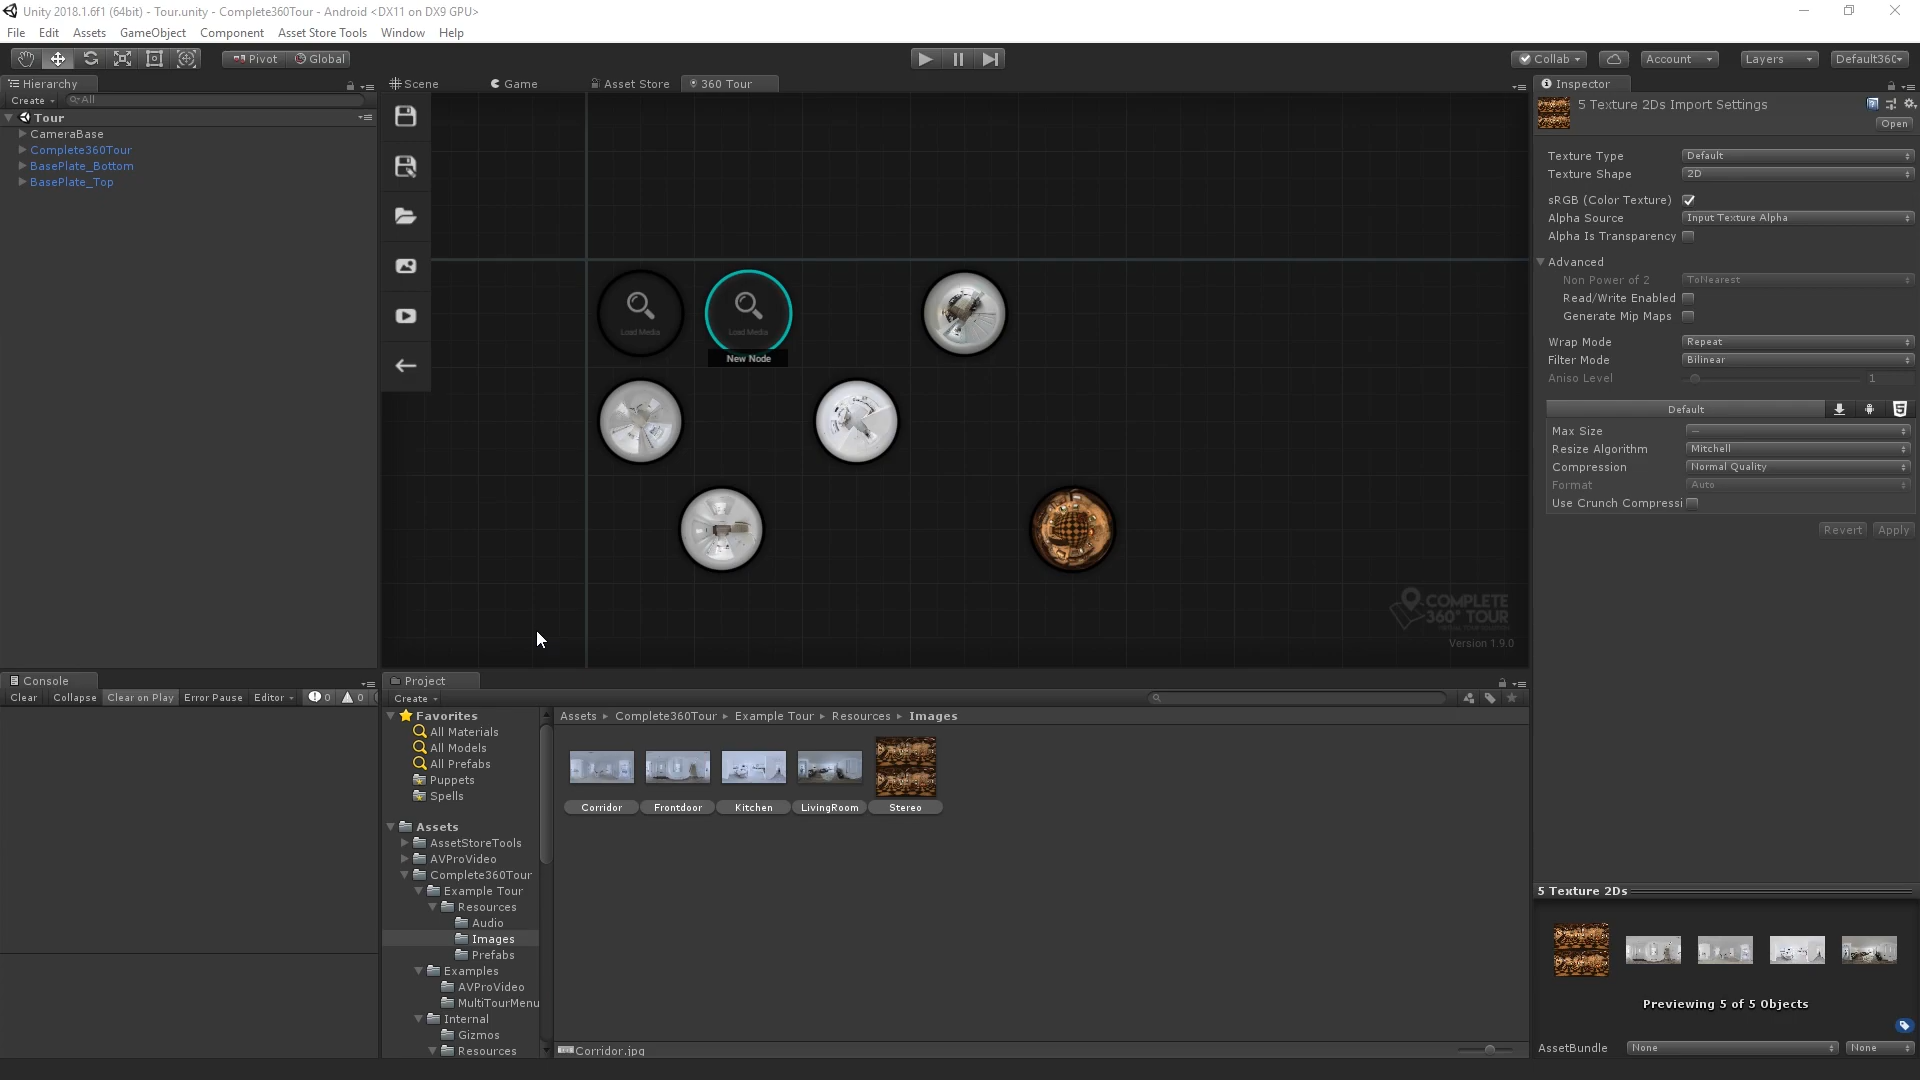 Unity 2018.1.6f1 (64bit) - Tour.unity - Complete360Tour - Android <DX11 on DX9 GPU>
File Edit Assets GameObject Component Asset Store Tools Window Help
Pivot Global Collab Account Layers Default36(
Hierarchy
Create All
Tour
CameraBase
Complete360Tour
BasePlate_Bottom
BasePlate_Top
Scene Game Asset Store 360 Tour
Load Media Load Media
New Node
COMPLETE
360° TOUR
Version 1.9.0
Inspector
5 Texture 2Ds Import Settings
Open
Texture Type Default
Texture Shape 2D
sRGB (Color Texture)
Alpha Source Input Texture Alpha
Alpha Is Transparency
Advanced
Non Power of 2 ToNearest
Read/Write Enabled
Generate Mip Maps
Wrap Mode Repeat
Filter Mode Bilinear
Aniso Level 1
Default
Max Size —
Resize Algorithm Mitchell
Compression Normal Quality
Format Auto
Use Crunch Compressi
Revert Apply
Console
Clear Collapse Clear on Play Error Pause Editor 0 0
Project
Create
Favorites
All Materials
All Models
All Prefabs
Puppets
Spells
Assets
AssetStoreTools
AVProVideo
Complete360Tour
Example Tour
Resources
Audio
Images
Prefabs
Examples
AVProVideo
MultiTourMenu
Internal
Gizmos
Resources
Assets ▸ Complete360Tour ▸ Example Tour ▸ Resources ▸ Images
Corridor Frontdoor Kitchen LivingRoom Stereo
Corridor.jpg
5 Texture 2Ds
Previewing 5 of 5 Objects
AssetBundle None None